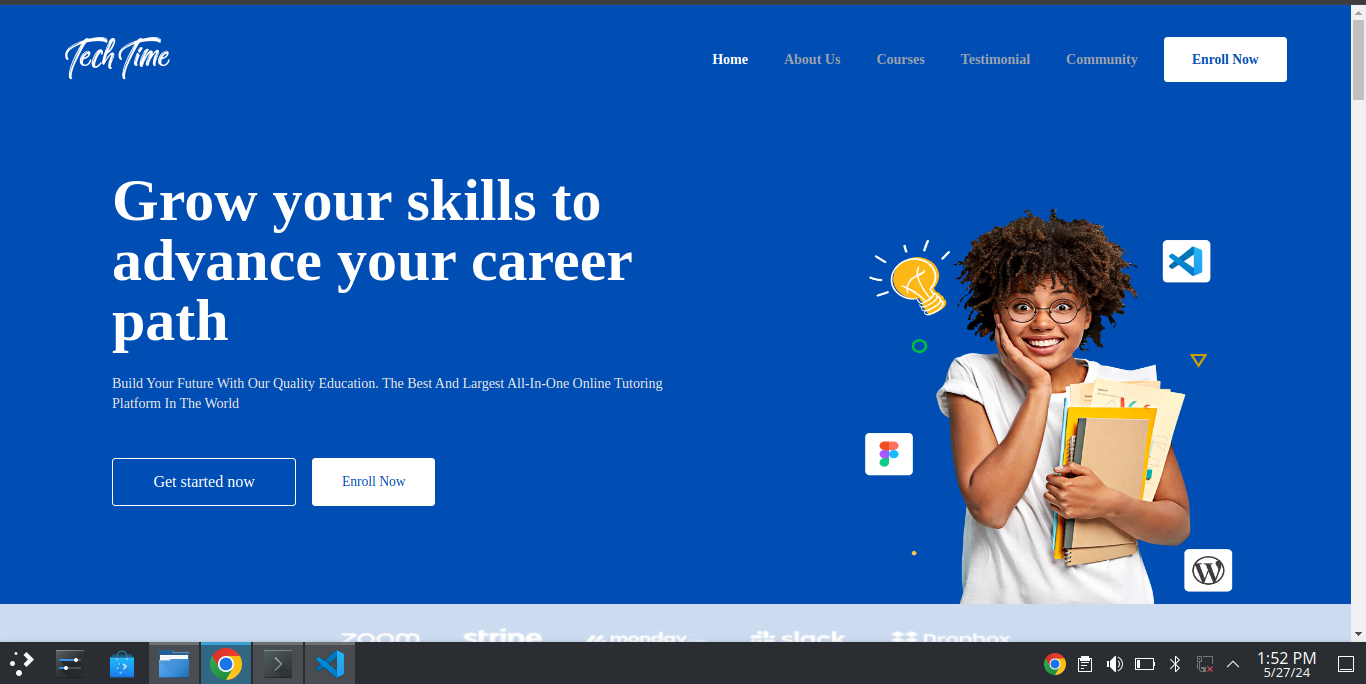 Tech Time
Home
About Us
Courses
Testimonial
Community
Enroll Now
Grow your skills to
advance your career
path
Build Your Future With Our Quality Education. The Best And Largest All-In-One Online Tutoring
Platform In The World
Get started now
Enroll Now
zoom
stripe
monday
slack
Dropbox
1:52 PM
5/27/24